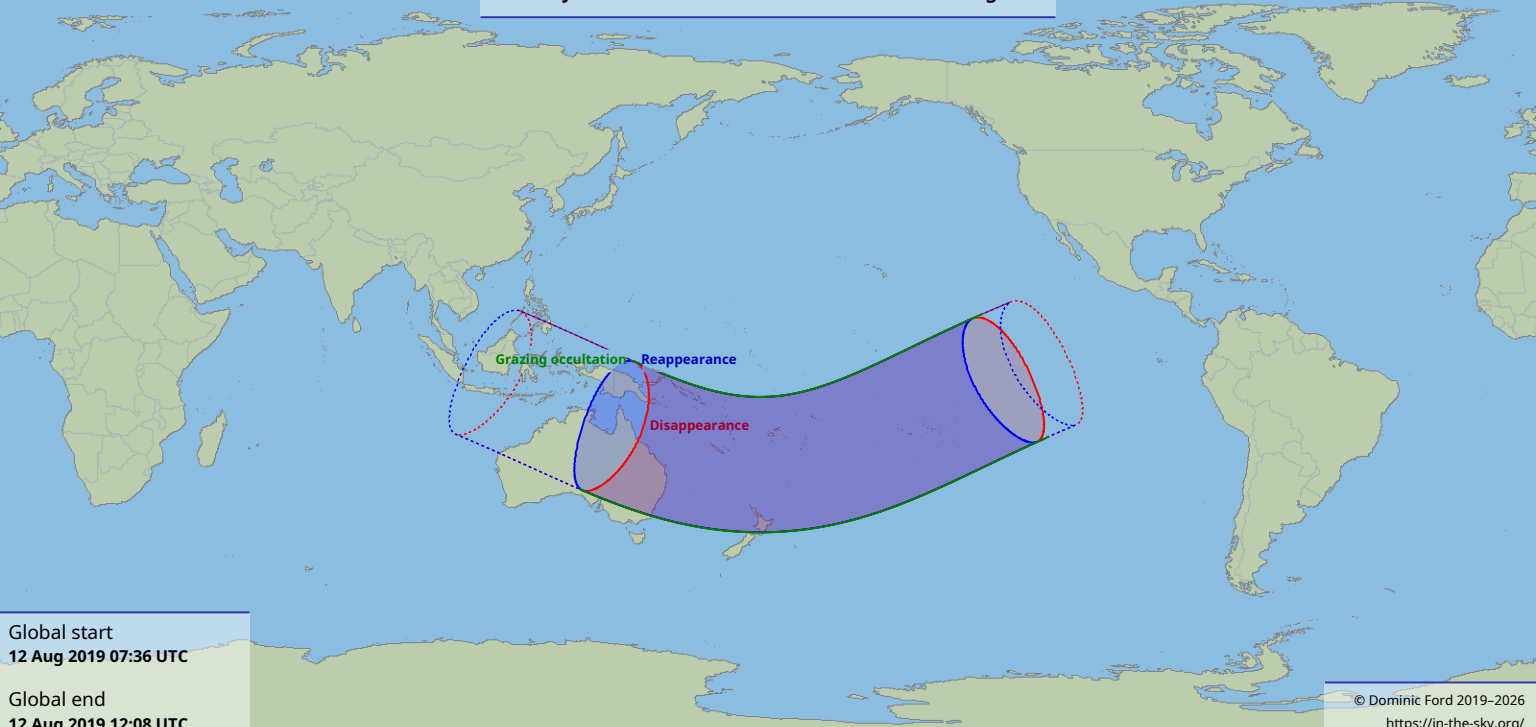 Grazing occultation
Reappearance
Disappearance
Global start
12 Aug 2019 07:36 UTC
Global end
12 Aug 2019 12:08 UTC
© Dominic Ford 2019–2026
https://in-the-sky.org/